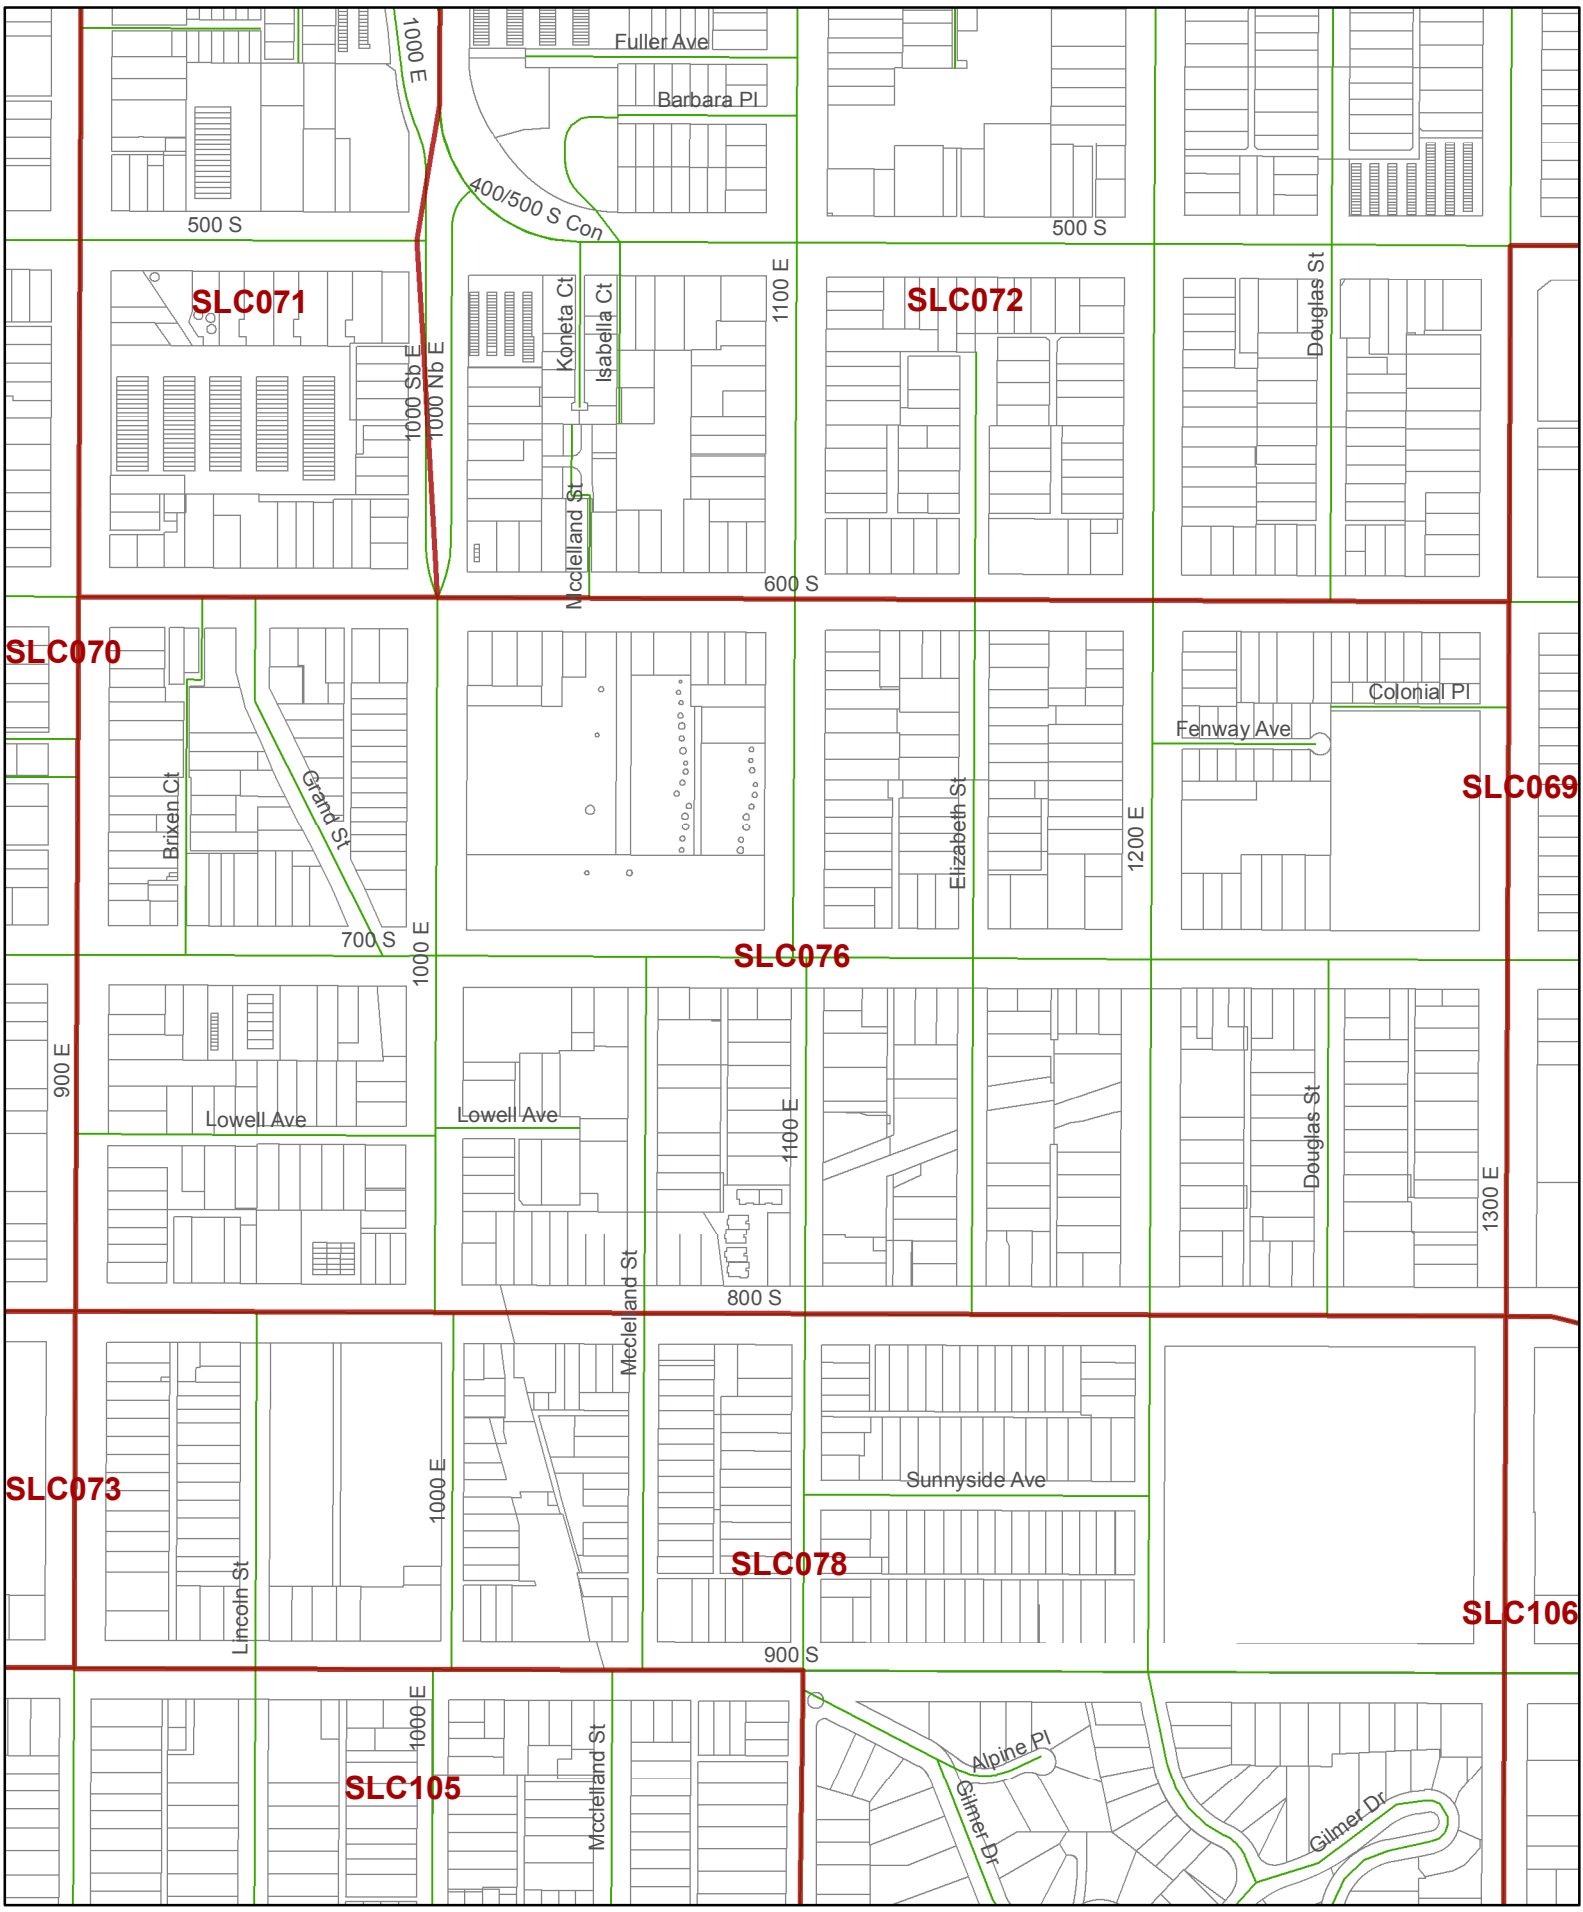 1000 E
Fuller Ave
Barbara Pl
400/500 S Con
500 S
500 S
1100 E
Douglas St
SLC071
SLC072
Koneta Ct
Isabella Ct
1000 Sb E
1000 Nb E
Mcclelland St
600 S
SLC070
Colonial Pl
Fenway Ave
Grand St
Brixen Ct
SLC069
Elizabeth St
1200 E
700 S
1000 E
SLC076
900 E
Lowell Ave
Lowell Ave
1100 E
Douglas St
1300 E
Mcclelland St
800 S
SLC073
1000 E
Sunnyside Ave
SLC078
Lincoln St
SLC106
900 S
1000 E
Mcclelland St
Alpine Pl
SLC105
Gilmer Dr
Gilmer Dr